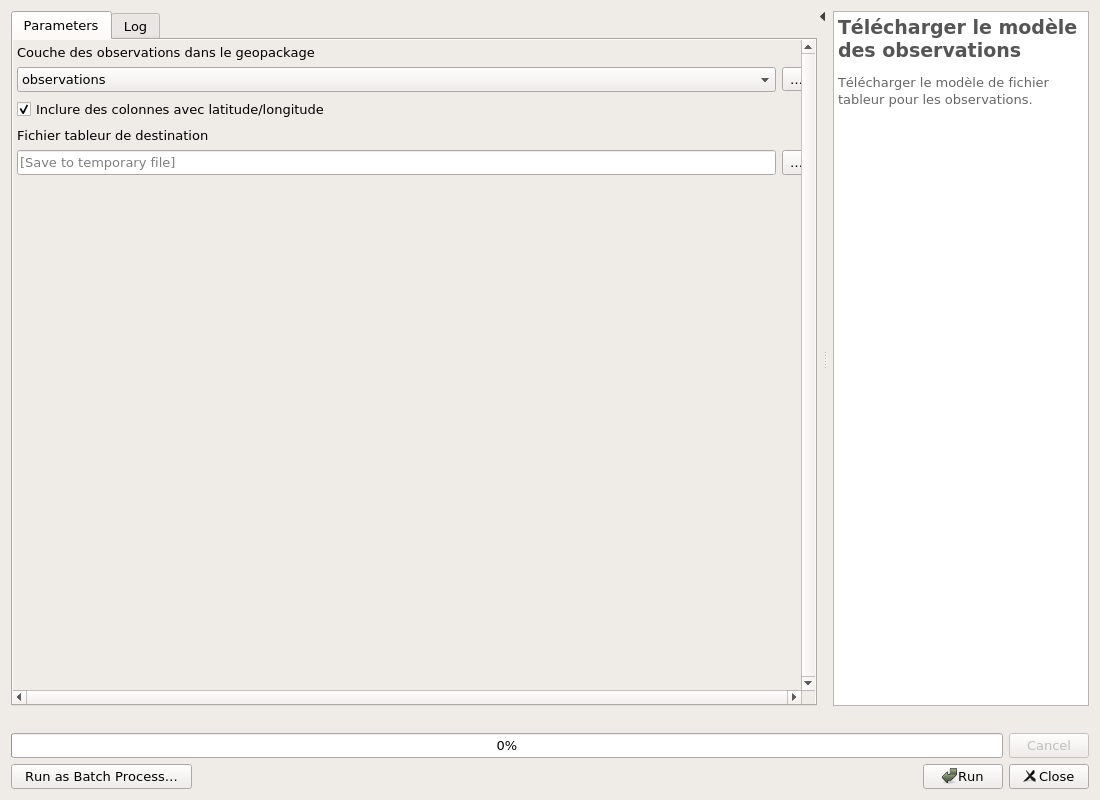 Parameters
Log
Couche des observations dans le geopackage
observations
…
Inclure des colonnes avec latitude/longitude
Fichier tableur de destination
[Save to temporary file]
…
Télécharger le modèle
des observations
Télécharger le modèle de fichier
tableur pour les observations.
0%
Cancel
Run as Batch Process…
Run
Close